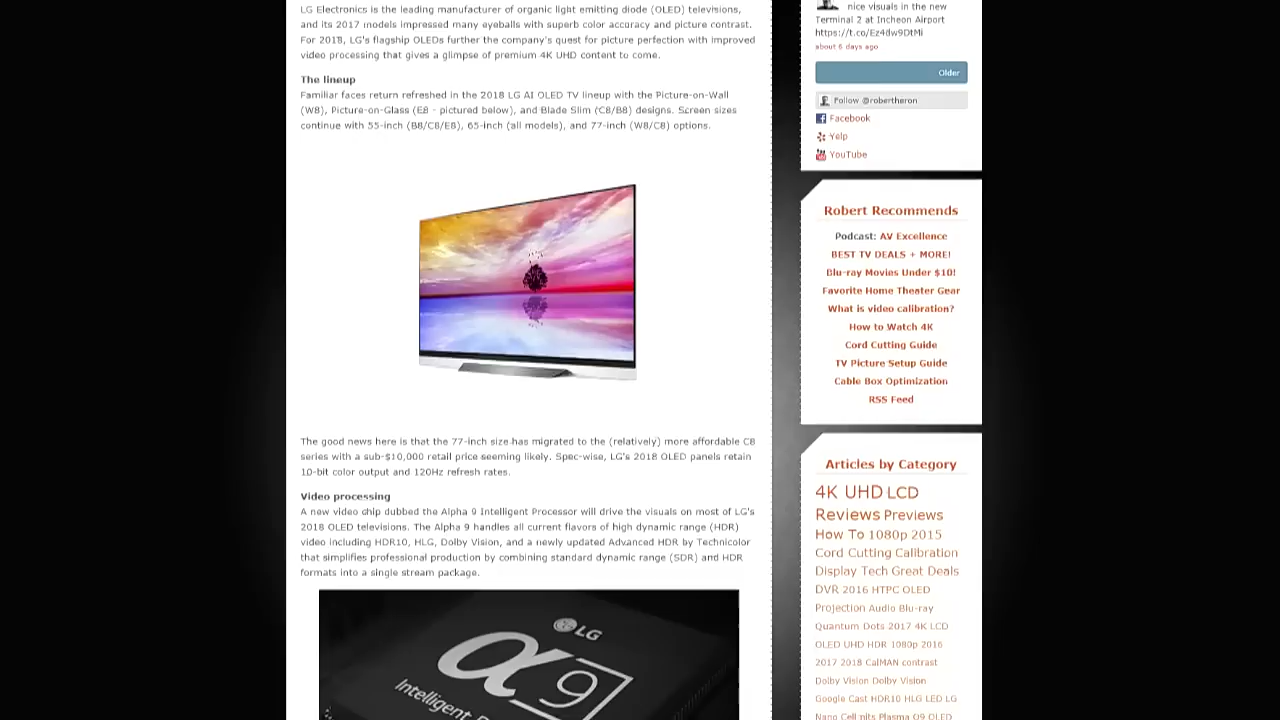 LG Electronics is the leading manufacturer of organic light emitting diode (OLED) televisions,
and its 2017 models impressed many eyeballs with superb color accuracy and picture contrast.
For 2018, LG's flagship OLEDs further the company's quest for picture perfection with improved
video processing that gives a glimpse of premium 4K UHD content to come.
The lineup
Familiar faces return refreshed in the 2018 LG AI OLED TV lineup with the Picture-on-Wall
(W8), Picture-on-Glass (E8 - pictured below), and Blade Slim (C8/B8) designs. Screen sizes
continue with 55-inch (B8/C8/E8), 65-inch (all models), and 77-inch (W8/C8) options.
The good news here is that the 77-inch size has migrated to the (relatively) more affordable C8
series with a sub-$10,000 retail price seeming likely. Spec-wise, LG's 2018 OLED panels retain
10-bit color output and 120Hz refresh rates.
Video processing
A new video chip dubbed the Alpha 9 Intelligent Processor will drive the visuals on most of LG's
2018 OLED televisions. The Alpha 9 handles all current flavors of high dynamic range (HDR)
video including HDR10, HLG, Dolby Vision, and a newly updated Advanced HDR by Technicolor
that simplifies professional production by combining standard dynamic range (SDR) and HDR
formats into a single stream package.
LG
α9
Intelligent
nice visuals in the new
Terminal 2 at Incheon Airport
https://t.co/Ez4dw9DtMi
about 6 days ago
Older
Follow @robertheron
Facebook
Yelp
YouTube
Robert Recommends
Podcast: AV Excellence
BEST TV DEALS + MORE!
Blu-ray Movies Under $10!
Favorite Home Theater Gear
What is video calibration?
How to Watch 4K
Cord Cutting Guide
TV Picture Setup Guide
Cable Box Optimization
RSS Feed
Articles by Category
4K UHD LCD
Reviews Previews
How To 1080p 2015
Cord Cutting Calibration
Display Tech Great Deals
DVR 2016 HTPC OLED
Projection Audio Blu-ray
Quantum Dots 2017 4K LCD
OLED UHD HDR 1080p 2016
2017 2018 CalMAN contrast
Dolby Vision Dolby Vision
Google Cast HDR10 HLG LED LG
Nano Cell nits Plasma Q9 QLED